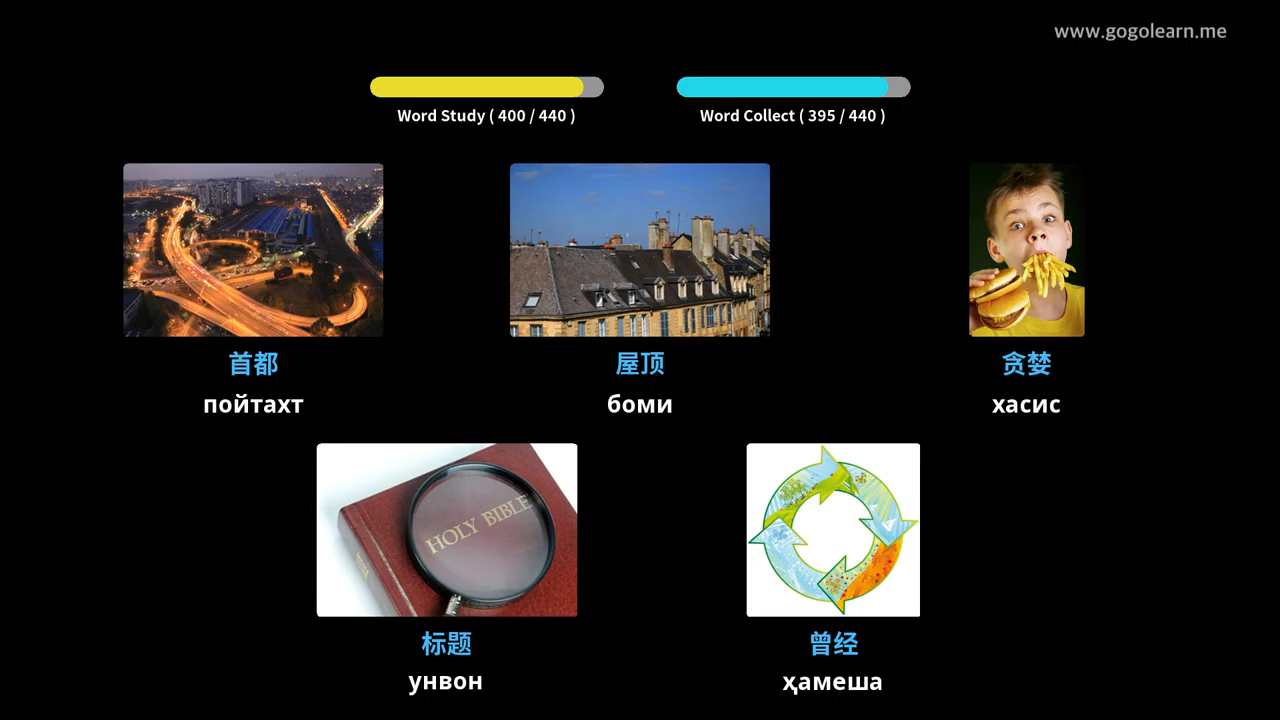 www.gogolearn.me
Word Study ( 400 / 440 )
Word Collect ( 395 / 440 )
首都
屋顶
贪婪
пойтахт
боми
хасис
HOLY BIBLE
标题
曾经
унвон
ҳамеша